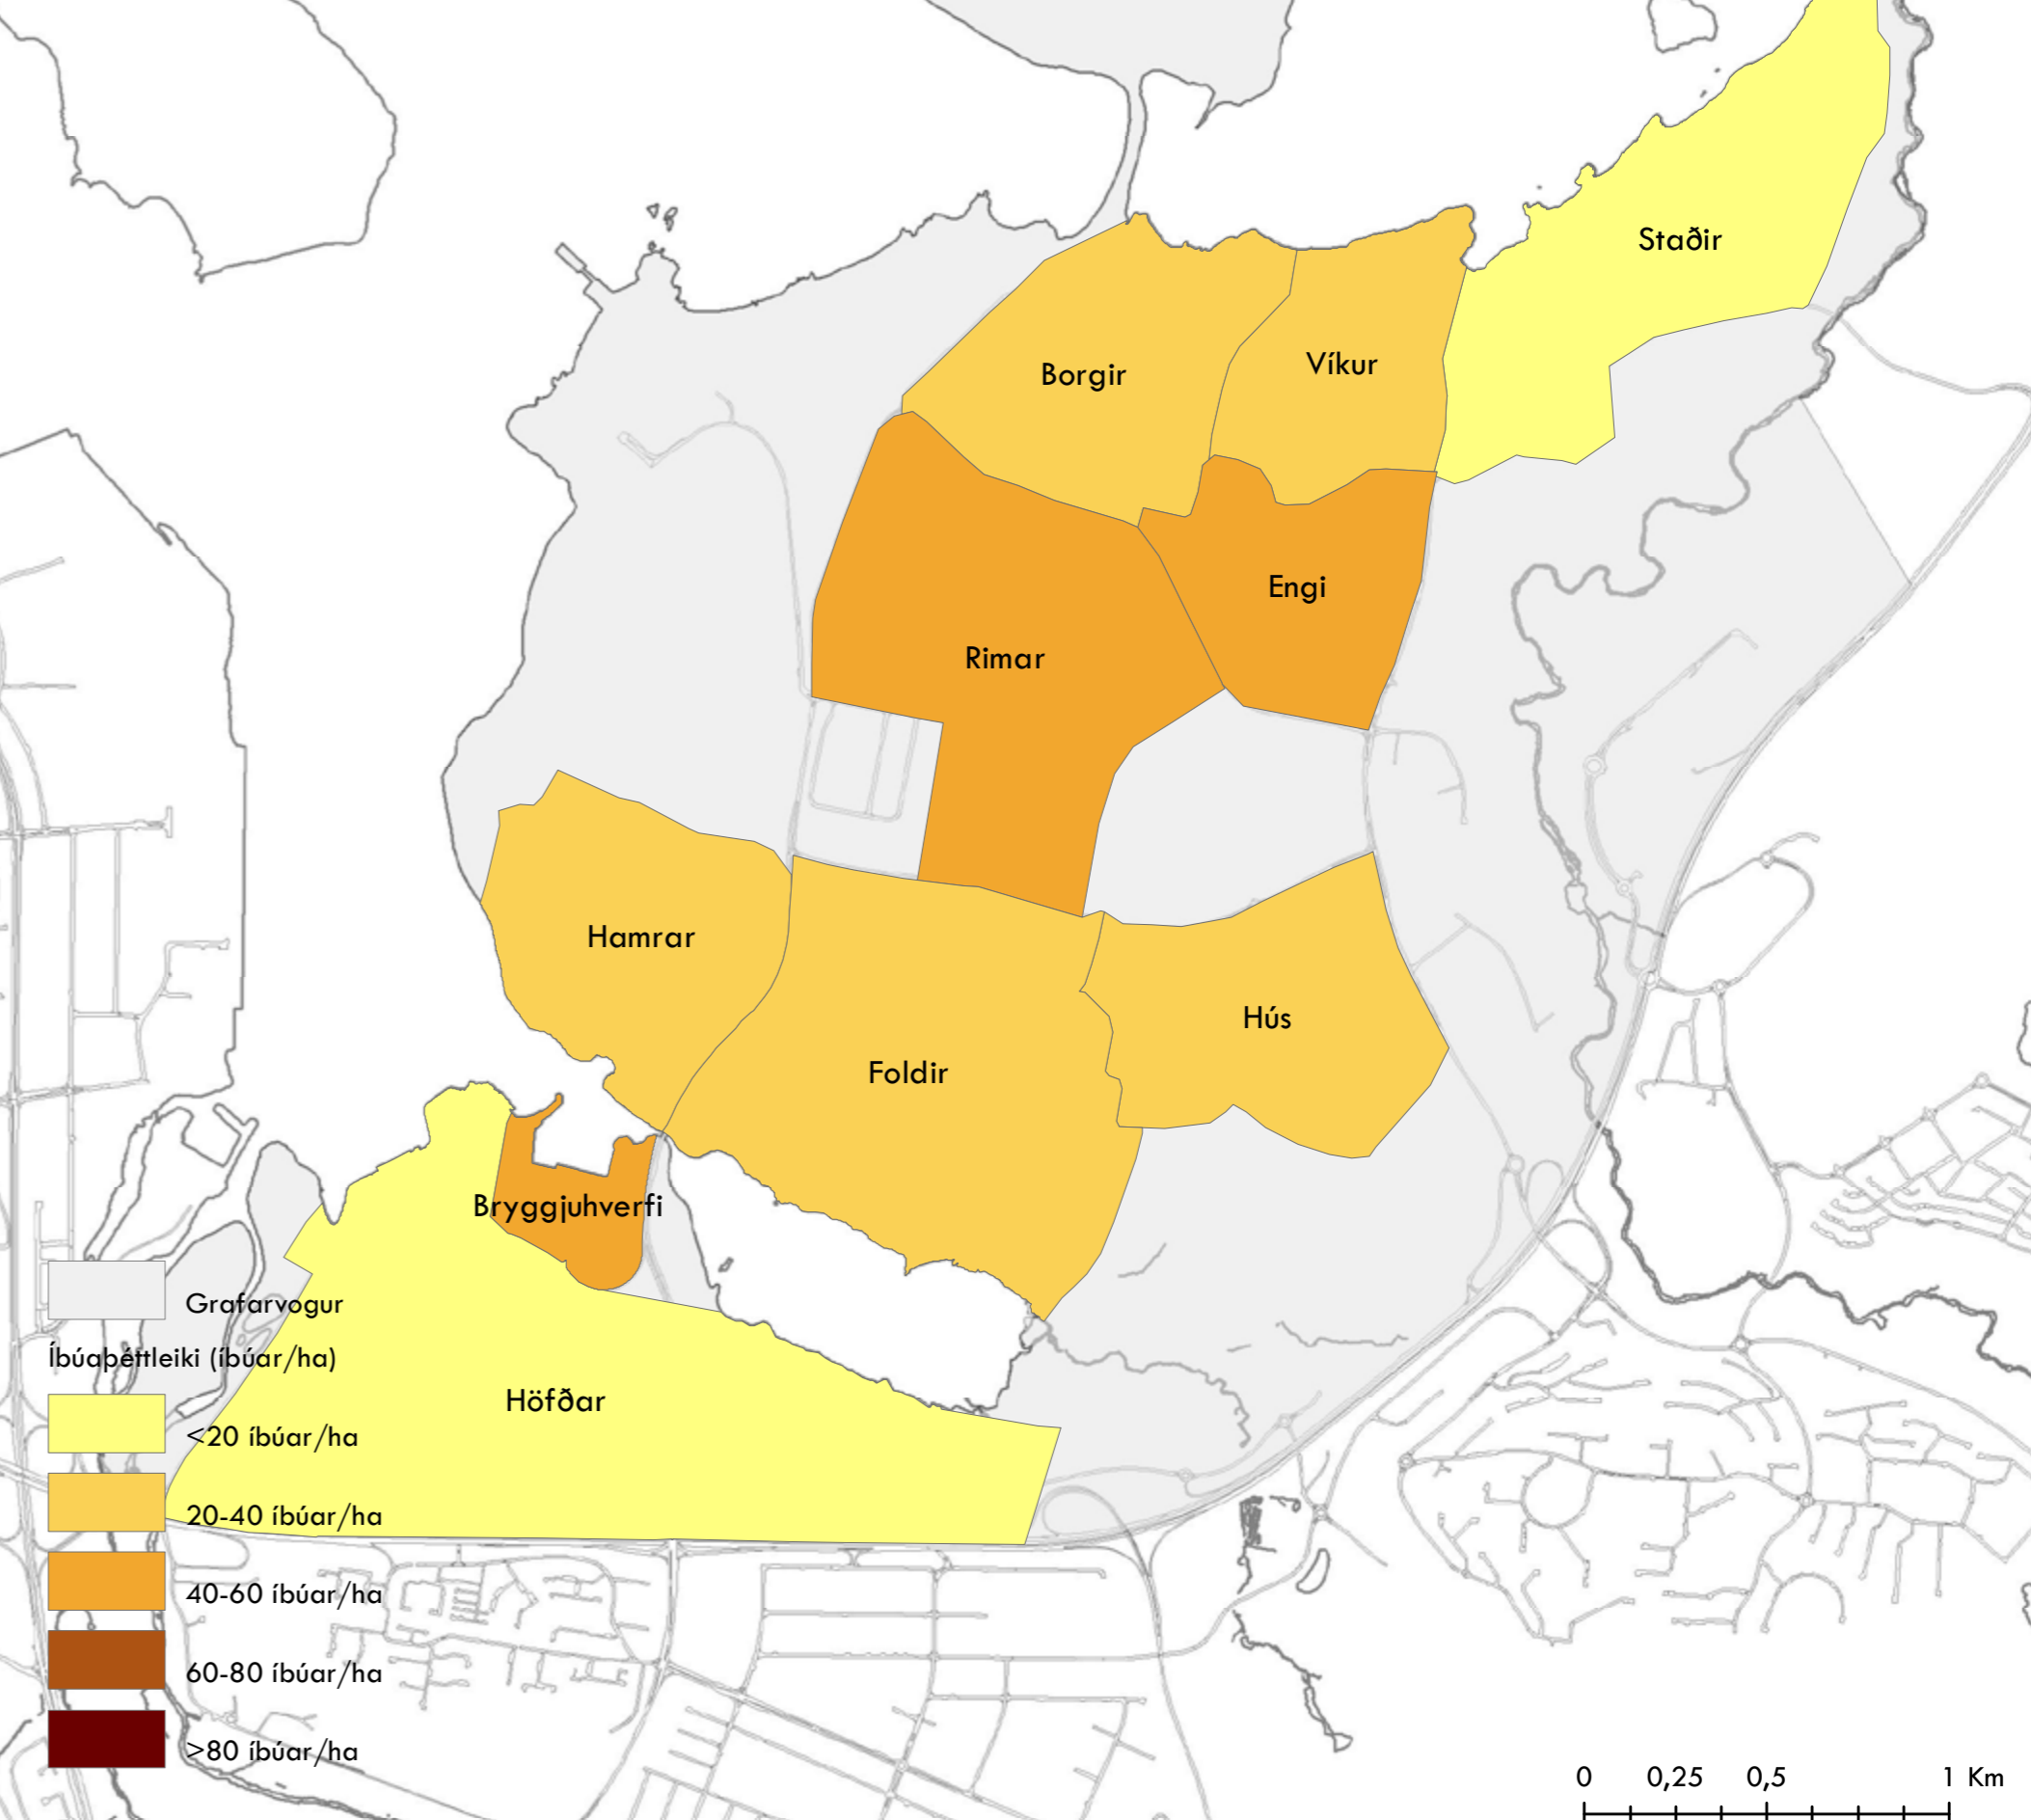 Staðir
Borgir
Víkur
Engi
Rimar
Hamrar
Hús
Foldir
Bryggjuhverfi
Höfðar
Grafarvogur
Íbúaþéttleiki (íbúar/ha)
<20 íbúar/ha
20-40 íbúar/ha
40-60 íbúar/ha
60-80 íbúar/ha
>80 íbúar/ha
0 0,25 0,5 1 Km